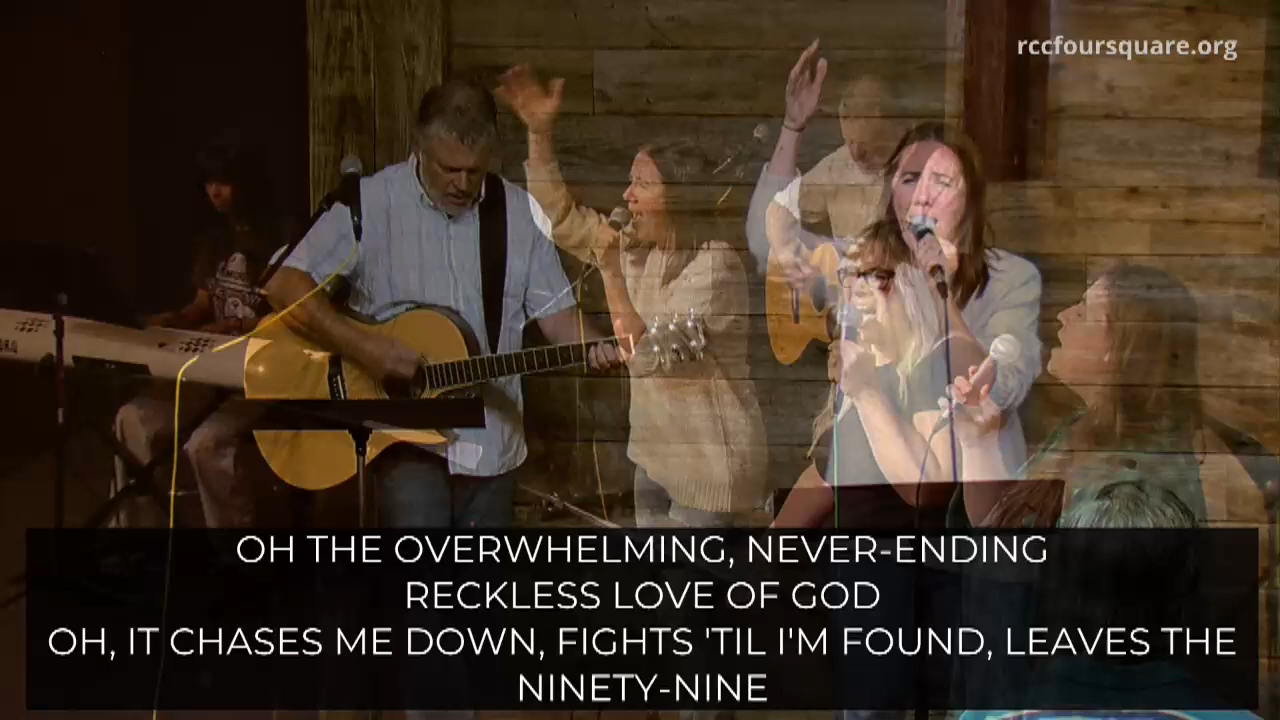 rccfoursquare.org
OH THE OVERWHELMING, NEVER-ENDING
RECKLESS LOVE OF GOD
OH, IT CHASES ME DOWN, FIGHTS 'TIL I'M FOUND, LEAVES THE
NINETY-NINE